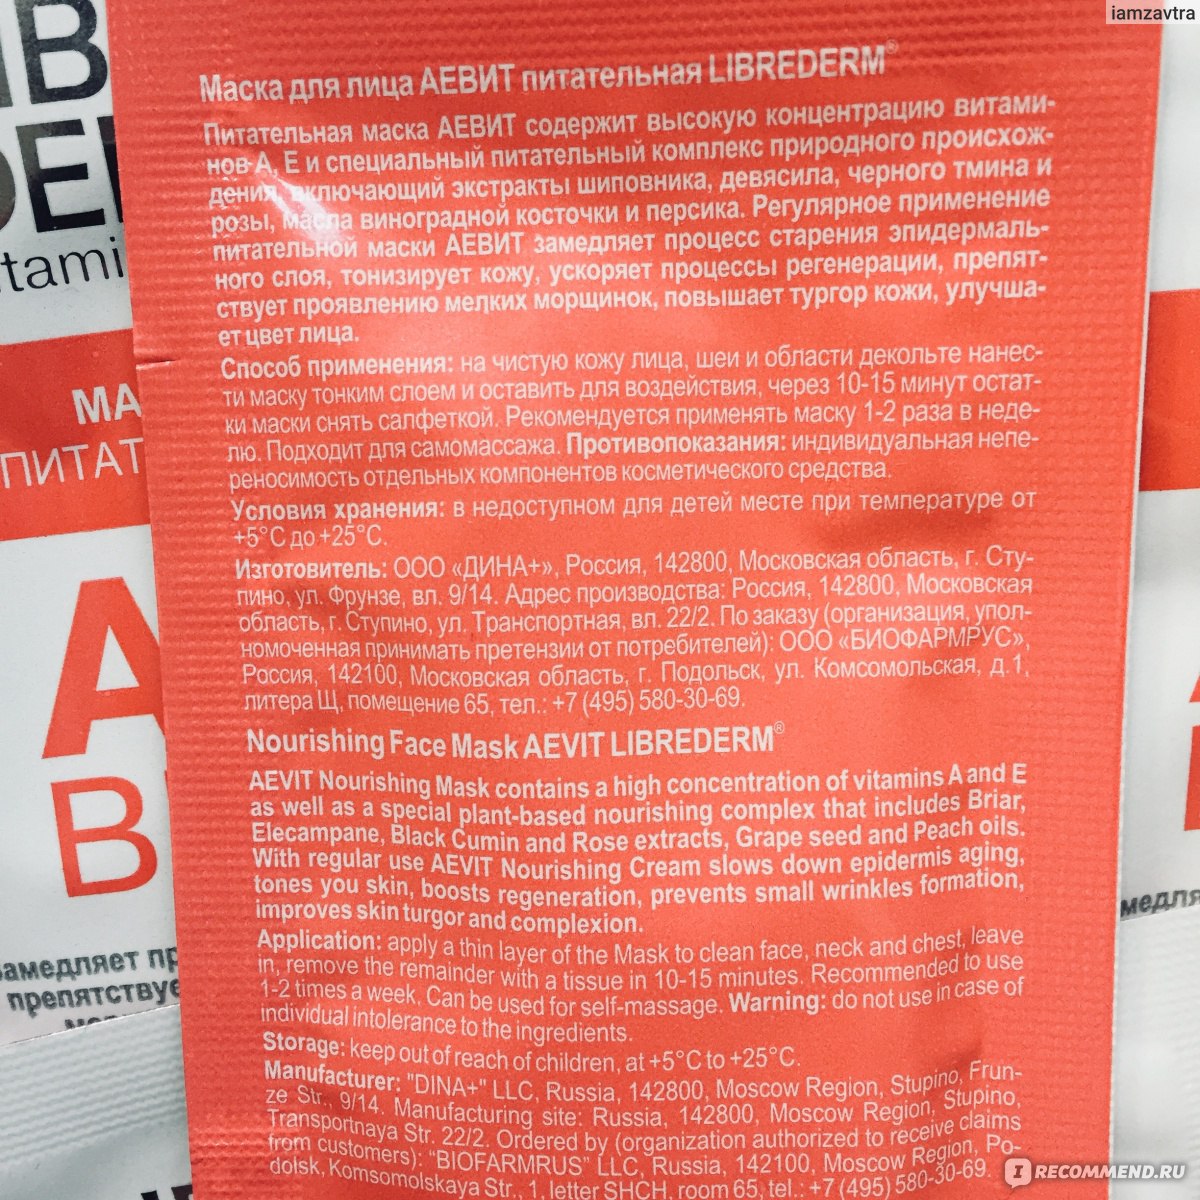 iamzavtra
Маска для лица АЕВИТ питательная LIBREDERM®
Питательная маска АЕВИТ содержит высокую концентрацию витами-
нов А, Е и специальный питательный комплекс природного происхож-
дения, включающий экстракты шиповника, девясила, черного тмина и
розы, масла виноградной косточки и персика. Регулярное применение
питательной маски АЕВИТ замедляет процесс старения эпидермаль-
ного слоя, тонизирует кожу, ускоряет процессы регенерации, препят-
ствует проявлению мелких морщинок, повышает тургор кожи, улучша-
ет цвет лица.
Способ применения: на чистую кожу лица, шеи и области декольте нанес-
ти маску тонким слоем и оставить для воздействия, через 10-15 минут остат-
ки маски снять салфеткой. Рекомендуется применять маску 1-2 раза в неде-
лю. Подходит для самомассажа. Противопоказания: индивидуальная непе-
реносимость отдельных компонентов косметического средства.
Условия хранения: в недоступном для детей месте при температуре от
+5°С до +25°С.
Изготовитель: ООО «ДИНА+», Россия, 142800, Московская область, г. Сту-
пино, ул. Фрунзе, вл. 9/14. Адрес производства: Россия, 142800, Московская
область, г. Ступино, ул. Транспортная, вл. 22/2. По заказу (организация, упол-
номоченная принимать претензии от потребителей): ООО «БИОФАРМРУС»,
Россия, 142100, Московская область, г. Подольск, ул. Комсомольская, д.1,
литера Щ, помещение 65, тел.: +7 (495) 580-30-69.
Nourishing Face Mask AEVIT LIBREDERM®
AEVIT Nourishing Mask contains a high concentration of vitamins A and E
as well as a special plant-based nourishing complex that includes Briar,
Elecampane, Black Cumin and Rose extracts, Grape seed and Peach oils.
With regular use AEVIT Nourishing Cream slows down epidermis aging,
tones you skin, boosts regeneration, prevents small wrinkles formation,
improves skin turgor and complexion.
Application: apply a thin layer of the Mask to clean face, neck and chest, leave
in, remove the remainder with a tissue in 10-15 minutes. Recommended to use
1-2 times a week. Can be used for self-massage. Warning: do not use in case of
individual intolerance to the ingredients.
Storage: keep out of reach of children, at +5°C to +25°C.
Manufacturer: "DINA+" LLC, Russia, 142800, Moscow Region, Stupino, Frun-
ze Str., 9/14. Manufacturing site: Russia, 142800, Moscow Region, Stupino,
Transportnaya Str. 22/2. Ordered by (organization authorized to receive claims
from customers): "BIOFARMRUS" LLC, Russia, 142100, Moscow Region, Po-
dolsk, Komsomolskaya Str., 1, letter SHCH, room 65, tel.: +7 (495) 580-30-69.
IB
DE
tami
МА
ПИТАТ
А
В
замедляет пр
препятствуе
медля
I RECOMMEND.RU